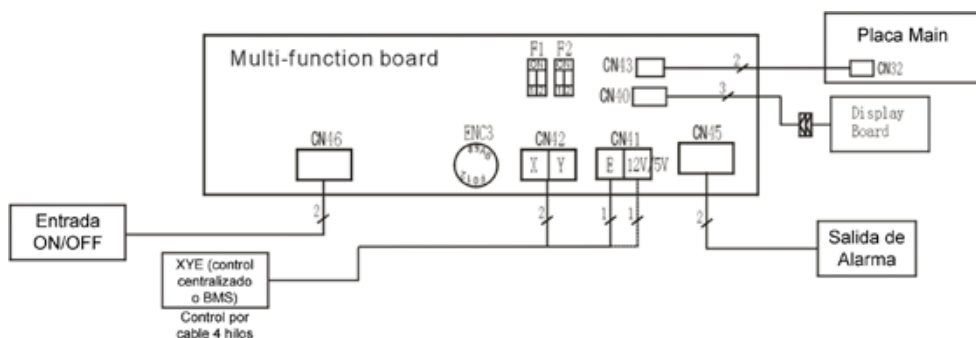 Multi-function board
F1 F2
ON ON
CN43
2
Placa Main
CN32
CN40
3
Display
Board
CN46
ENC3
CN42
X Y
CN41
E 12V/5V
CN45
2
2
1
1
2
Entrada
ON/OFF
XYE (control
centralizado
o BMS)
Control por
cable 4 hilos
Salida de
Alarma